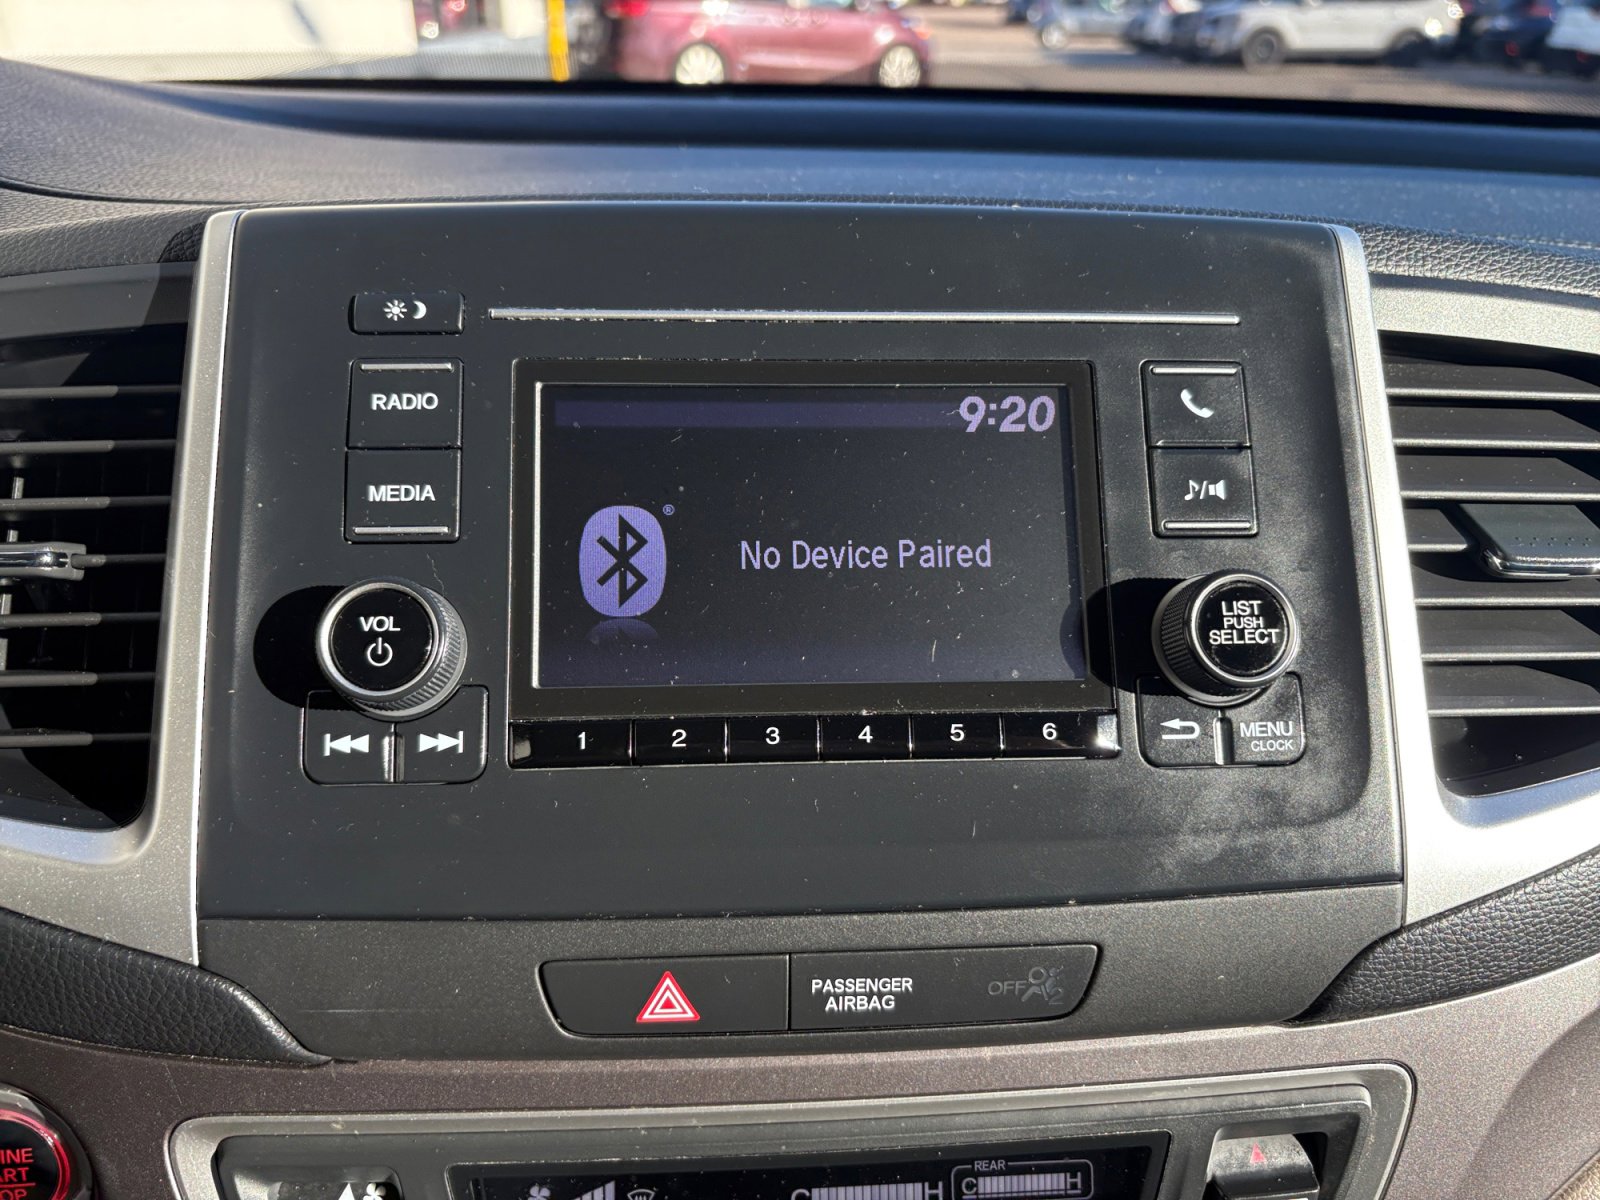 9:20
RADIO
MEDIA
®
No Device Paired
VOL
LIST
PUSH
SELECT
1 2 3 4 5 6
MENU
CLOCK
PASSENGER
AIRBAG
OFF
2
REAR
C H
C H